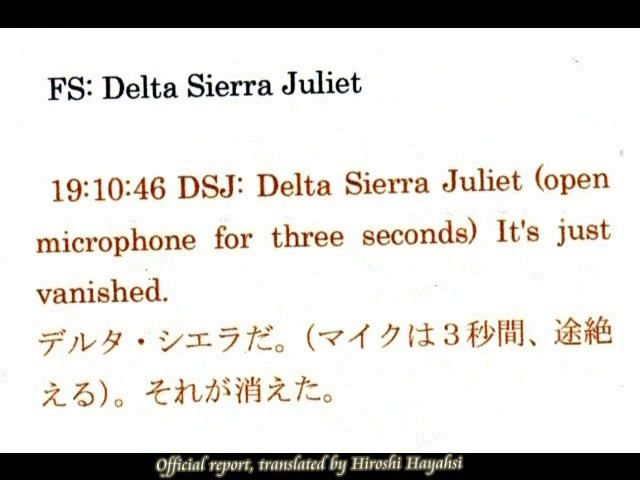 FS: Delta Sierra Juliet
19:10:46 DSJ: Delta Sierra Juliet (open
microphone for three seconds) It's just
vanished.
デルタ・シエラだ。（マイクは３秒間、途絶
える）。それが消えた。
Official report, translated by Hiroshi Hayahsi